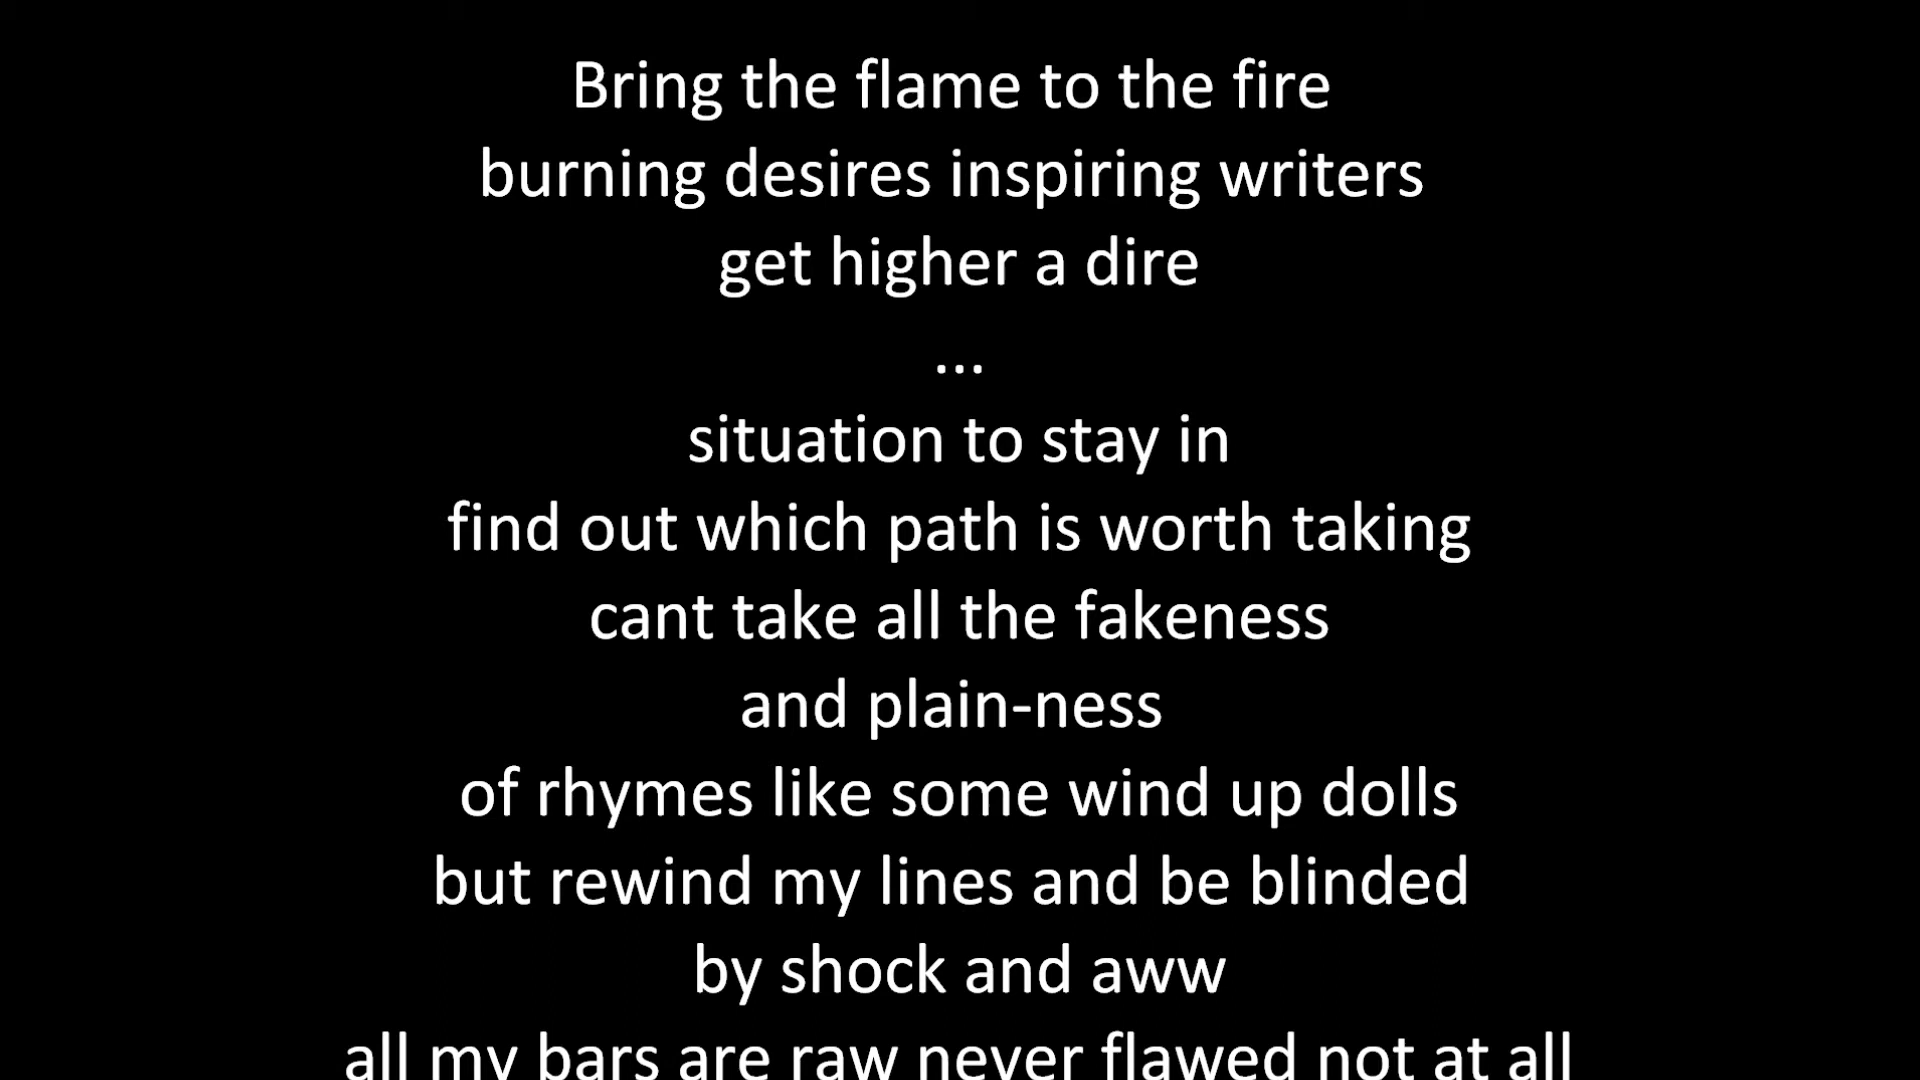 Bring the flame to the fire
burning desires inspiring writers
get higher a dire
...
situation to stay in
find out which path is worth taking
cant take all the fakeness
and plain-ness
of rhymes like some wind up dolls
but rewind my lines and be blinded
by shock and aww
all my bars are raw never flawed not at all